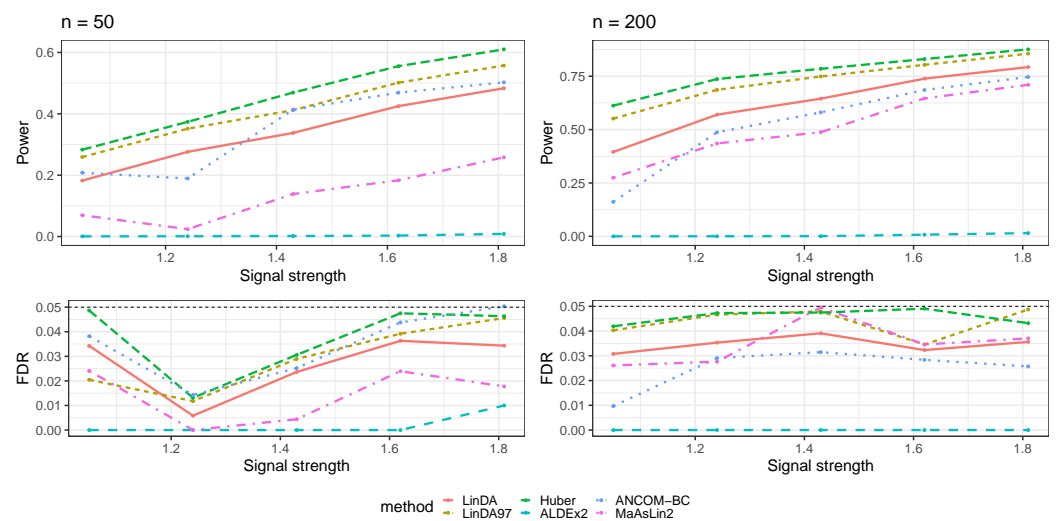 n = 50
n = 200
0.6
0.4
0.2
0.0
Power
1.2
1.4
1.6
1.8
Signal strength
0.75
0.50
0.25
0.00
Power
1.2
1.4
1.6
1.8
Signal strength
0.05
0.04
0.03
0.02
0.01
0.00
FDR
1.2
1.4
1.6
1.8
Signal strength
0.05
0.04
0.03
0.02
0.01
0.00
FDR
1.2
1.4
1.6
1.8
Signal strength
method
LinDA
Huber
ANCOM−BC
LinDA97
ALDEx2
MaAsLin2